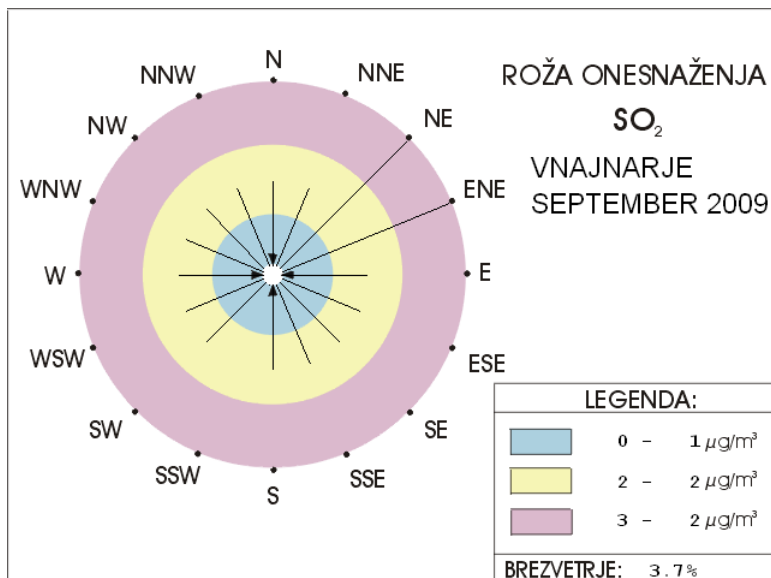 ROŽA ONESNAŽENJA
SO₂
VNAJNARJE
SEPTEMBER 2009
N
NNE
NE
ENE
E
ESE
SE
SSE
S
SSW
SW
WSW
W
WNW
NW
NNW
LEGENDA:
0 - 1 µg/m³
2 - 2 µg/m³
3 - 2 µg/m³
BREZVETRJE: 3.7%